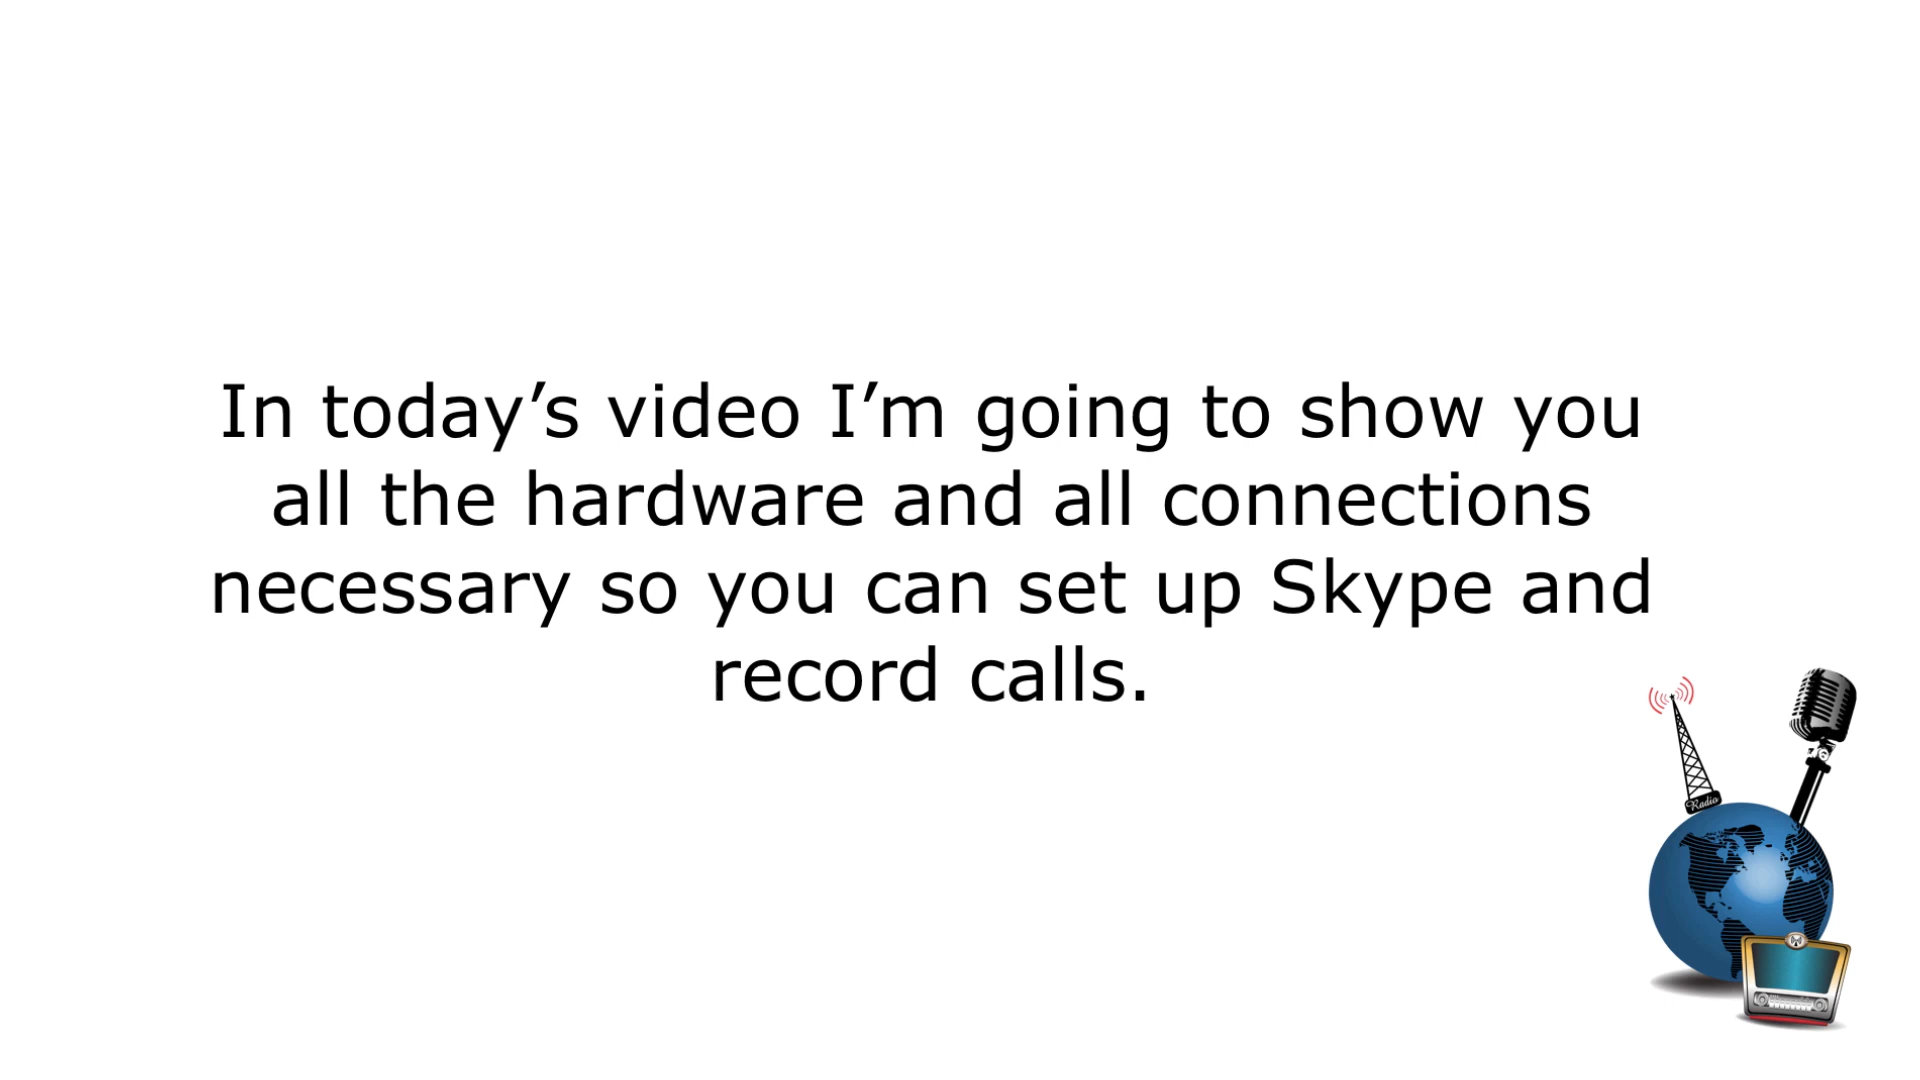 In today’s video I’m going to show you
all the hardware and all connections
necessary so you can set up Skype and
record calls.
Radio